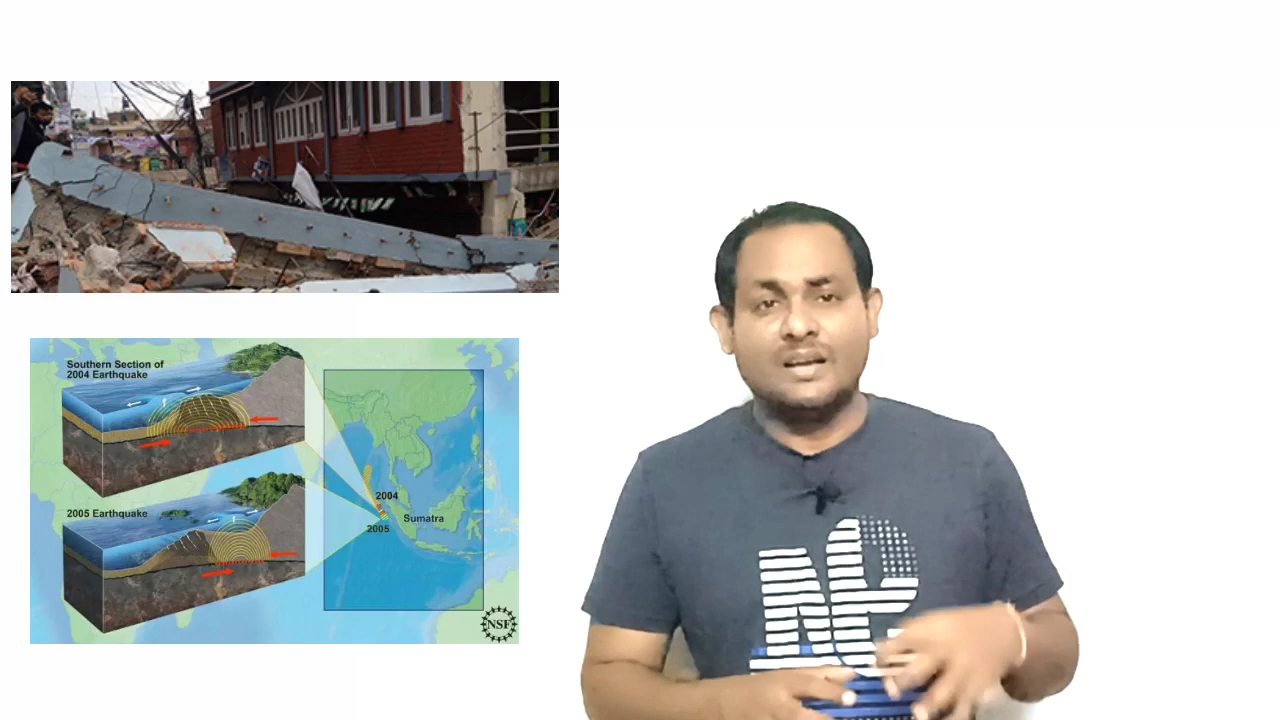 Southern Section of
2004 Earthquake
2005 Earthquake
2004
2005
Sumatra
NSF